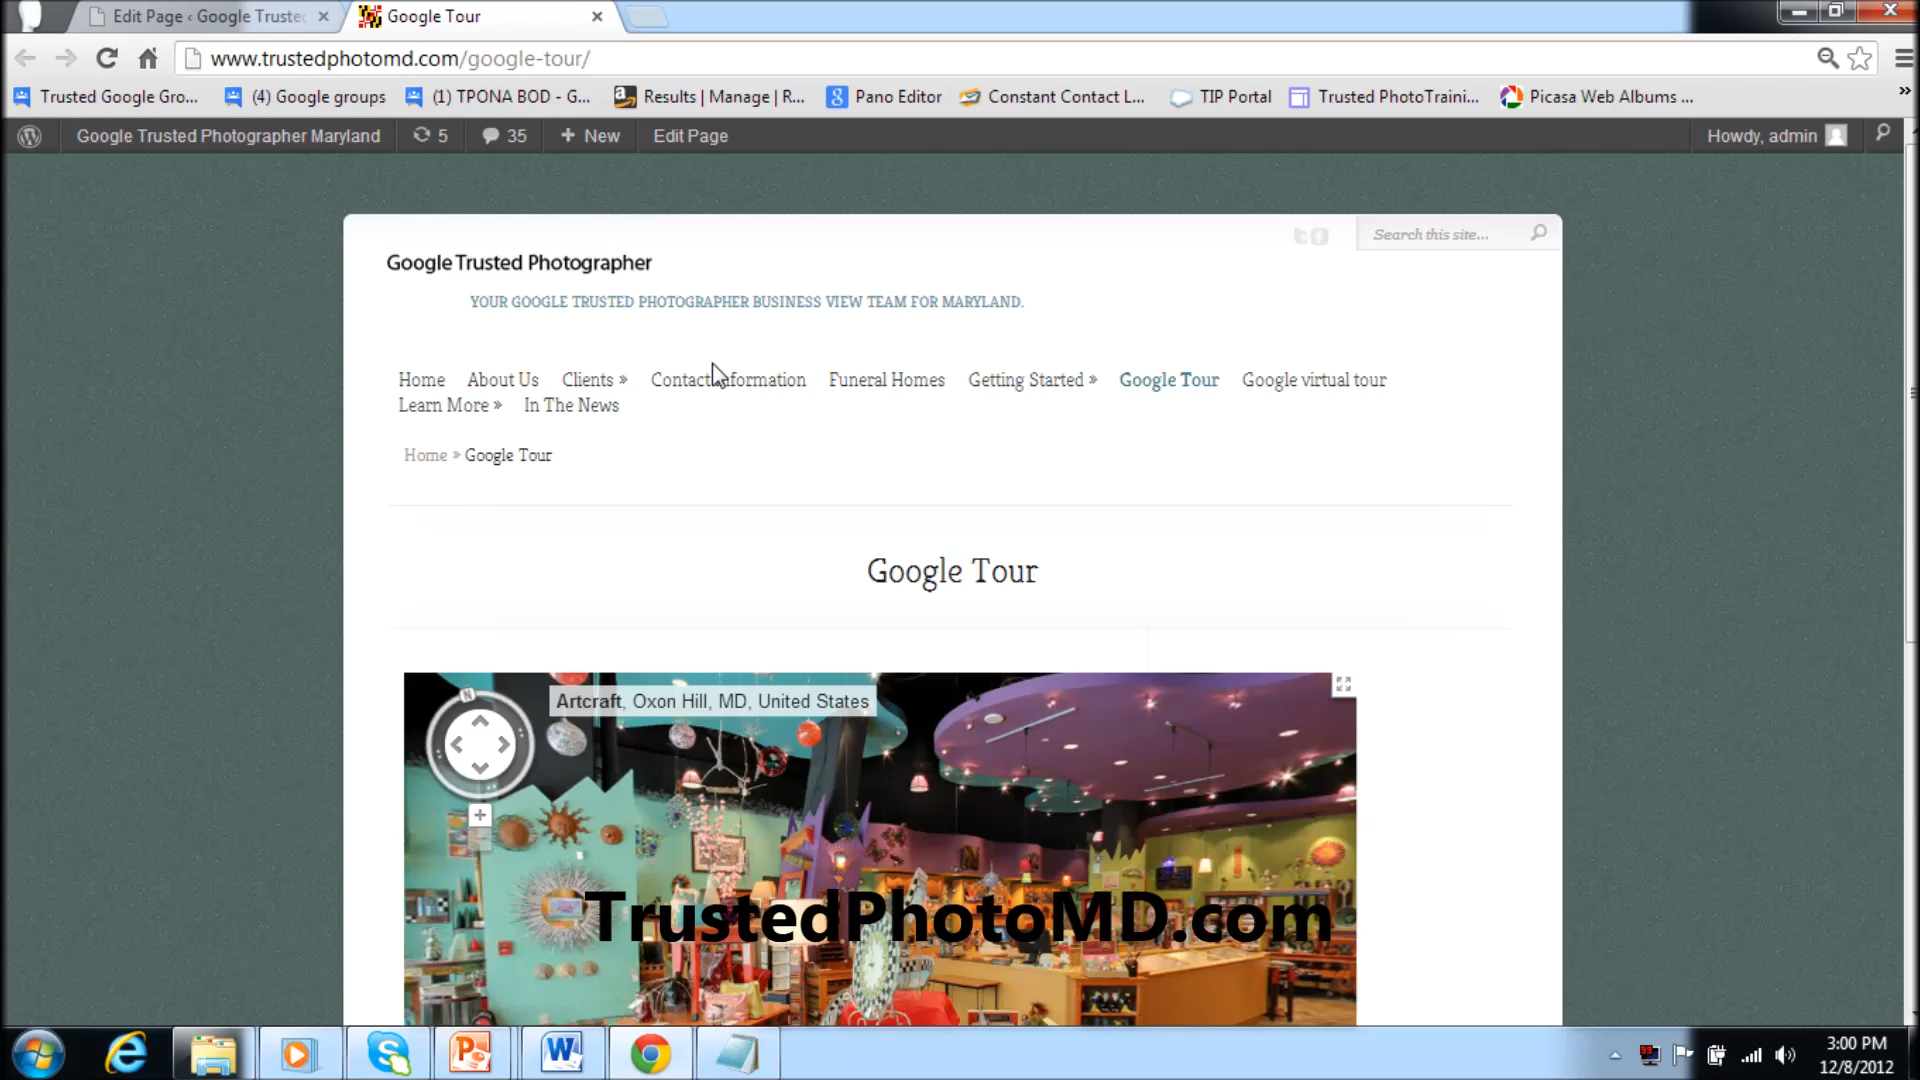 Edit Page ‹ Google Trusted
Google Tour
www.trustedphotomd.com/google-tour/
Trusted Google Gro...
(4) Google groups
(1) TPONA BOD - G...
Results | Manage | R...
Pano Editor
Constant Contact L...
TIP Portal
Trusted PhotoTraini...
Picasa Web Albums ...
»
Google Trusted Photographer Maryland
5
35
+ New
Edit Page
Howdy, admin
Search this site...
Google Trusted Photographer
YOUR GOOGLE TRUSTED PHOTOGRAPHER BUSINESS VIEW TEAM FOR MARYLAND.
Home About Us Clients » Contact Information Funeral Homes Getting Started » Google Tour Google virtual tour
Learn More » In The News
Home » Google Tour
Google Tour
N
Artcraft, Oxon Hill, MD, United States
+
TrustedPhotoMD.com
99
3:00 PM
12/8/2012